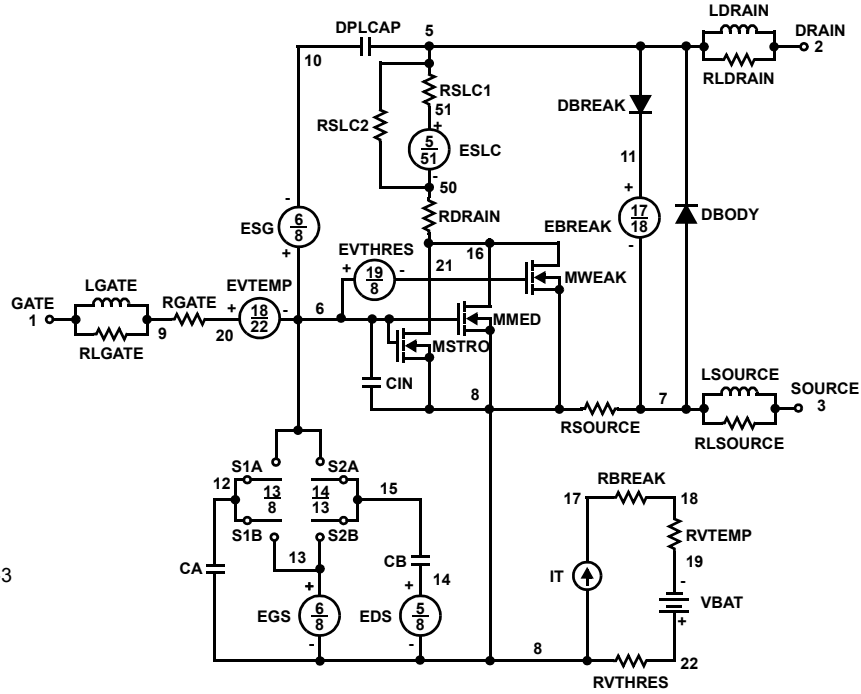 LDRAIN
DPLCAP 5 DRAIN
10 2
RSLC1 RLDRAIN
51 DBREAK
RSLC2
+
5
51
ESLC
-
50
11
-
6
8
ESG
+
RDRAIN
+
17
18
EBREAK
-
DBODY
EVTHRES
+
19
8
-
16
21
MWEAK
LGATE
GATE
1
RLGATE
9
RGATE
20
EVTEMP
+
18
22
-
6
MMED
MSTRO
CIN
8
RSOURCE
7
LSOURCE
SOURCE
3
RLSOURCE
S1A
S2A
12
13
8
14
13
15
S1B
S2B
13
CA
CB
14
+
EGS
6
8
-
+
EDS
5
8
-
8
RBREAK
17
18
RVTEMP
19
IT
-
VBAT
+
22
RVTHRES
3